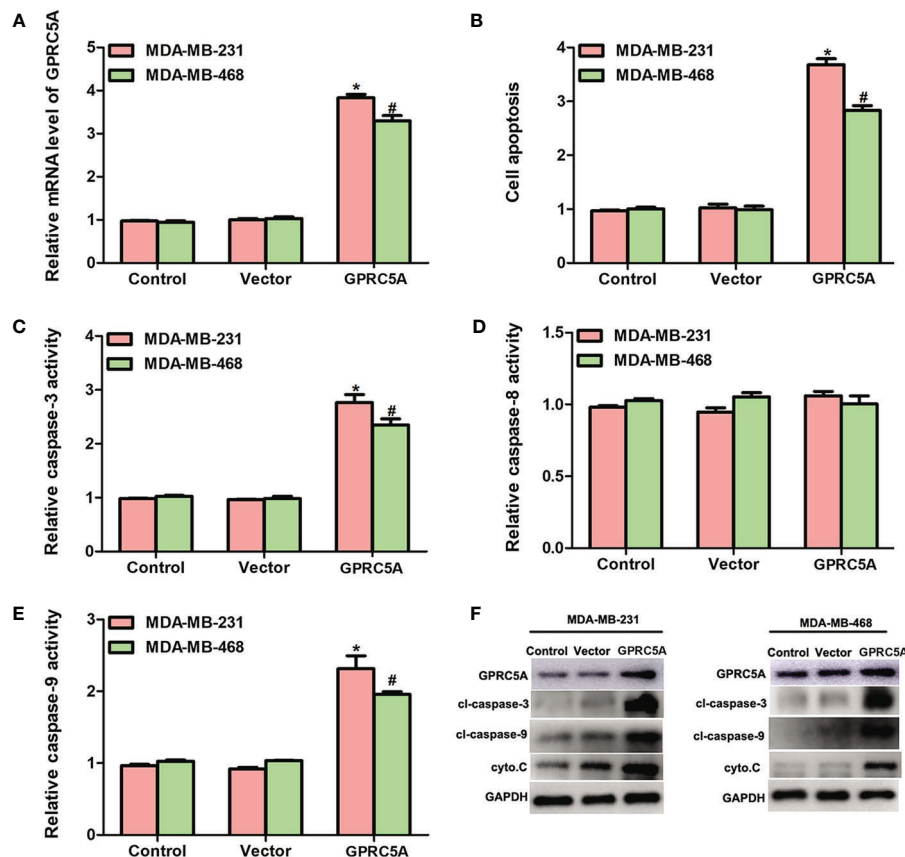 A
Relative mRNA level of GPRC5A
MDA-MB-231
MDA-MB-468
5
4
3
2
1
0
*
#
Control Vector GPRC5A
B
Cell apoptosis
MDA-MB-231
MDA-MB-468
6
4
2
0
*
#
Control Vector GPRC5A
C
Relative caspase-3 activity
MDA-MB-231
MDA-MB-468
4
3
2
1
0
*
#
Control Vector GPRC5A
D
Relative caspase-8 activity
MDA-MB-231
MDA-MB-468
1.5
1.0
0.5
0.0
Control Vector GPRC5A
E
Relative caspase-9 activity
MDA-MB-231
MDA-MB-468
3
2
1
0
*
#
Control Vector GPRC5A
F
MDA-MB-231
Control Vector GPRC5A
GPRC5A
cl-caspase-3
cl-caspase-9
cyto.C
GAPDH
MDA-MB-468
Control Vector GPRC5A
GPRC5A
cl-caspase-3
cl-caspase-9
cyto.C
GAPDH